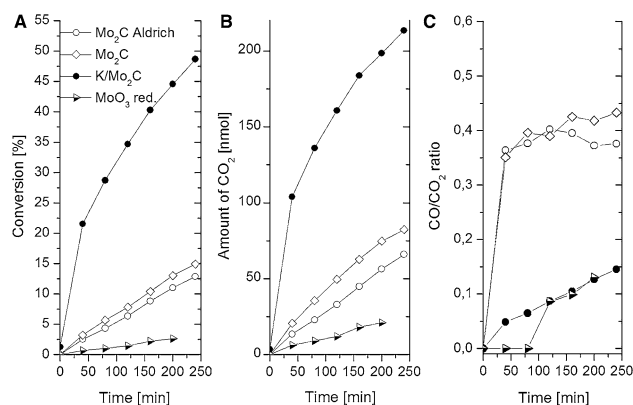 A
B
C
Mo₂C Aldrich
Mo₂C
K/Mo₂C
MoO₃ red.
Conversion [%]
55
50
45
40
35
30
25
20
15
10
5
0
0 50 100 150 200 250
Time [min]
Amount of CO₂ [nmol]
200
150
100
50
0
0 50 100 150 200 250
Time [min]
CO/CO₂ ratio
0,6
0,5
0,4
0,3
0,2
0,1
0,0
0 50 100 150 200 250
Time [min]